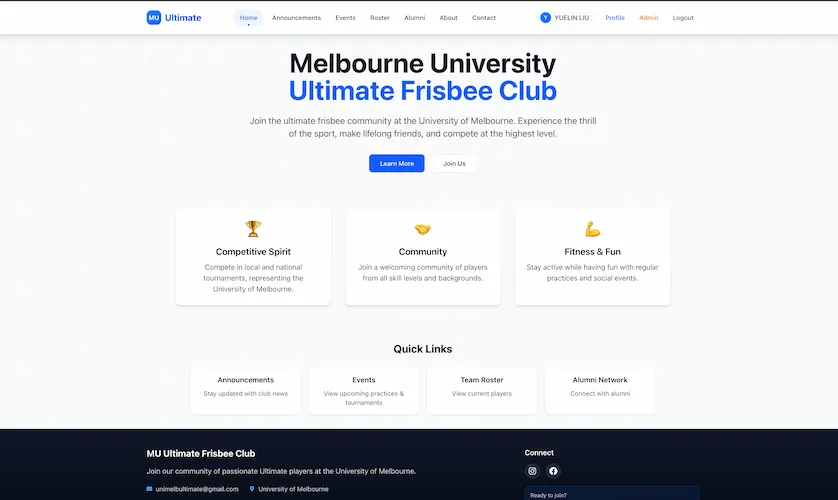 MU Ultimate
Home Announcements Events Roster Alumni About Contact
Y YUELIN LIU Profile Admin Logout
Melbourne University
Ultimate Frisbee Club
Join the ultimate frisbee community at the University of Melbourne. Experience the thrill
of the sport, make lifelong friends, and compete at the highest level.
Learn More Join Us
Competitive Spirit
Compete in local and national
tournaments, representing the
University of Melbourne.
Community
Join a welcoming community of players
from all skill levels and backgrounds.
Fitness & Fun
Stay active while having fun with regular
practices and social events.
Quick Links
Announcements
Stay updated with club news
Events
View upcoming practices &
tournaments
Team Roster
View current players
Alumni Network
Connect with alumni
MU Ultimate Frisbee Club
Join our community of passionate Ultimate players at the University of Melbourne.
unimelbultimate@gmail.com University of Melbourne
Connect
Ready to join?